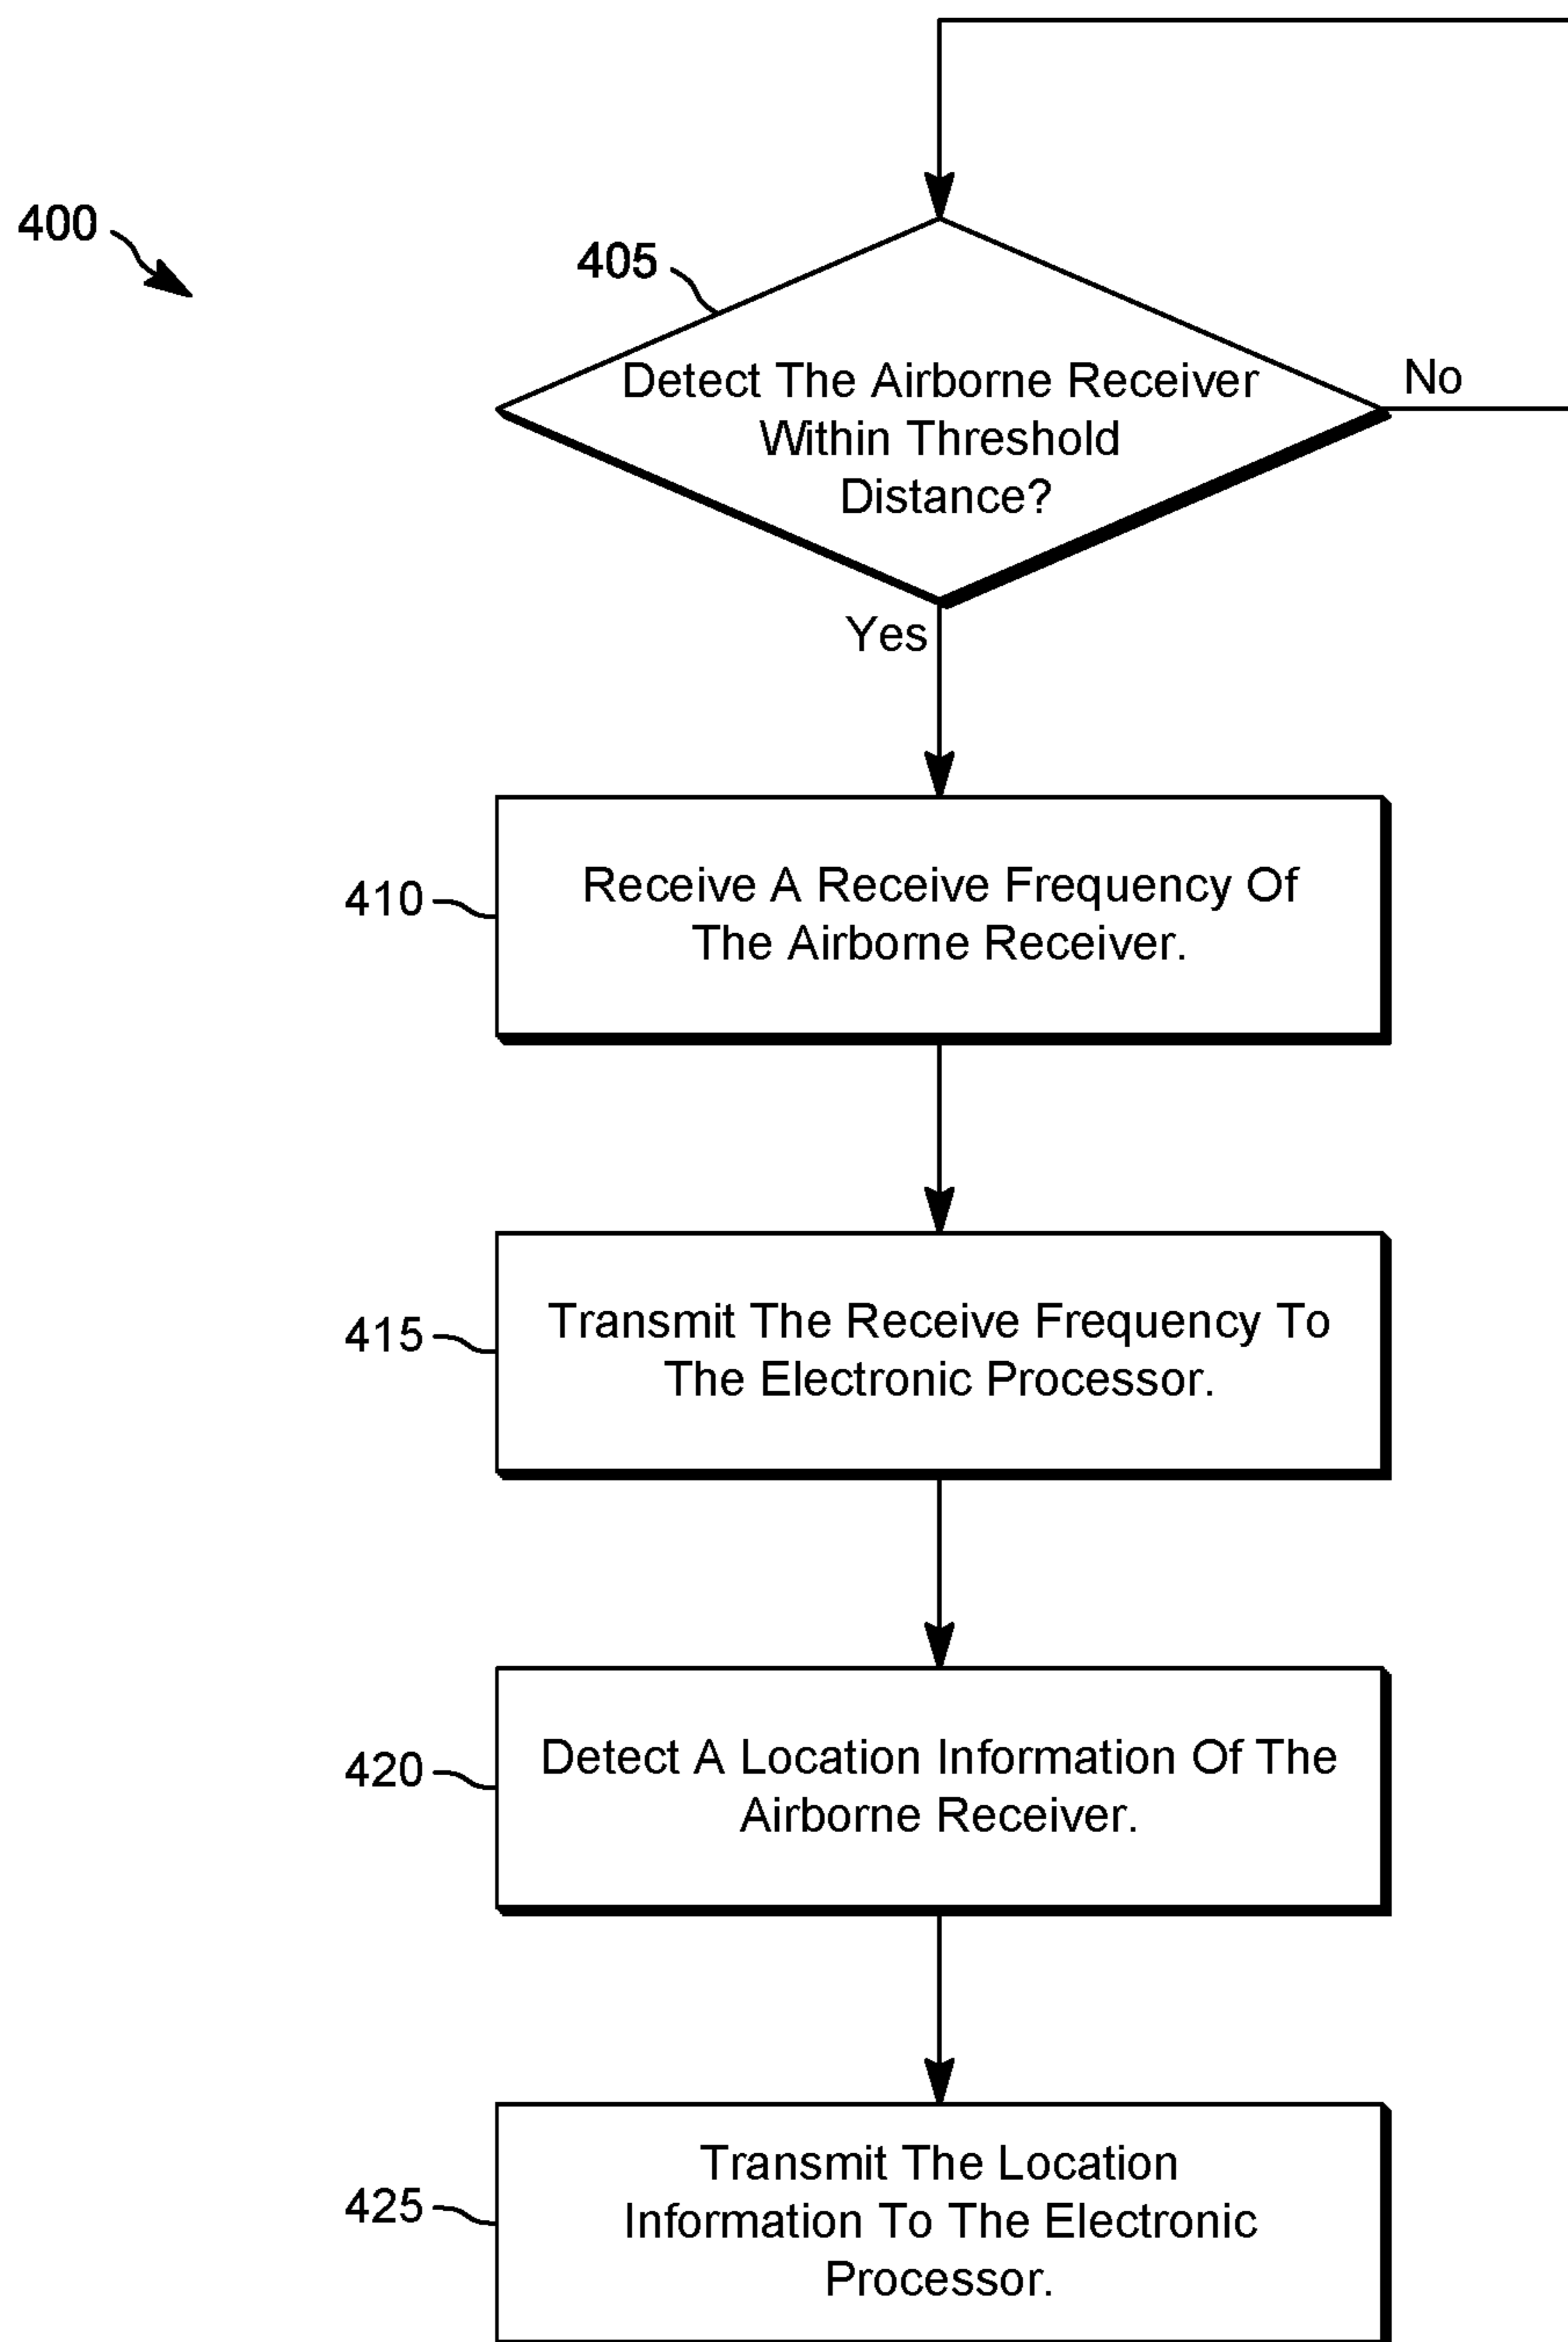 400
405
Detect The Airborne Receiver
Within Threshold
Distance?
No
Yes
410
Receive A Receive Frequency Of
The Airborne Receiver.
415
Transmit The Receive Frequency To
The Electronic Processor.
420
Detect A Location Information Of The
Airborne Receiver.
425
Transmit The Location
Information To The Electronic
Processor.